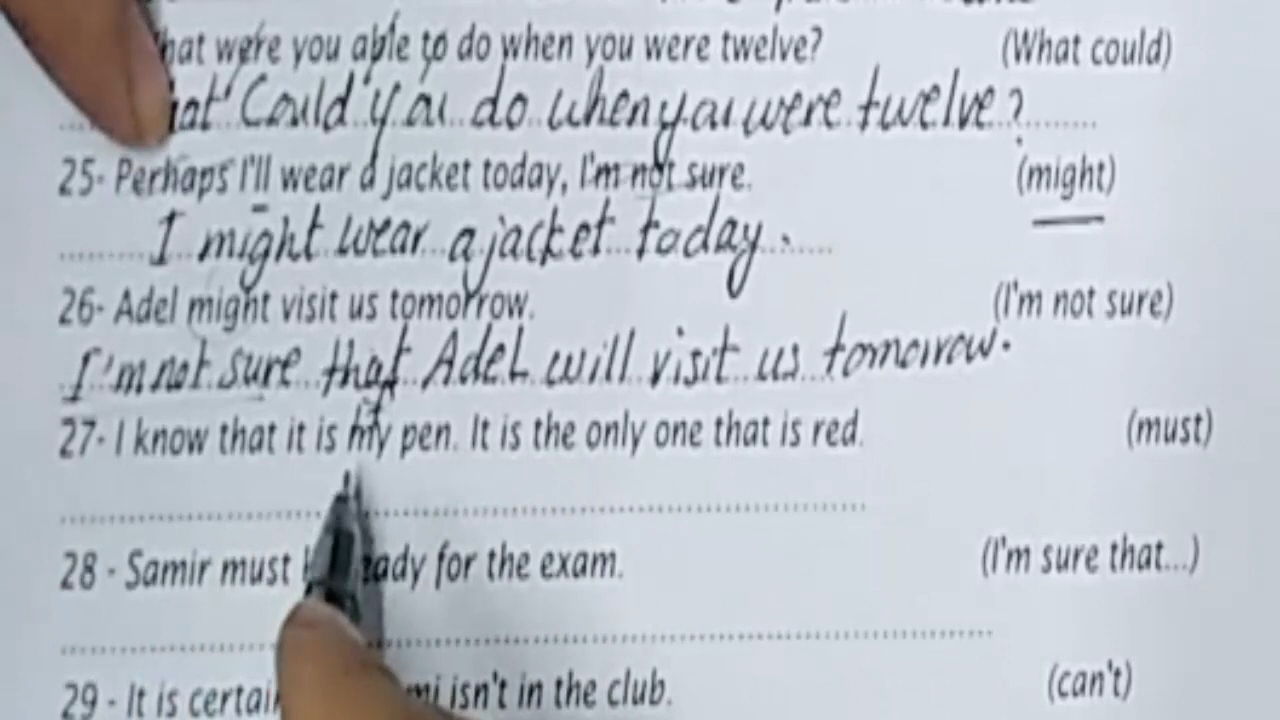 hat were you able to do when you were twelve? (What could)
Could you do when you were twelve?
25- Perhaps I'll wear a jacket today, I'm not sure. (might)
I might wear a jacket today.
26- Adel might visit us tomorrow. (I'm not sure)
I'm not sure that Adel will visit us tomorrow.
27- I know that it is my pen. It is the only one that is red. (must)
28 - Samir must ready for the exam. (I'm sure that...)
29 - It is certain isn't in the club. (can't)